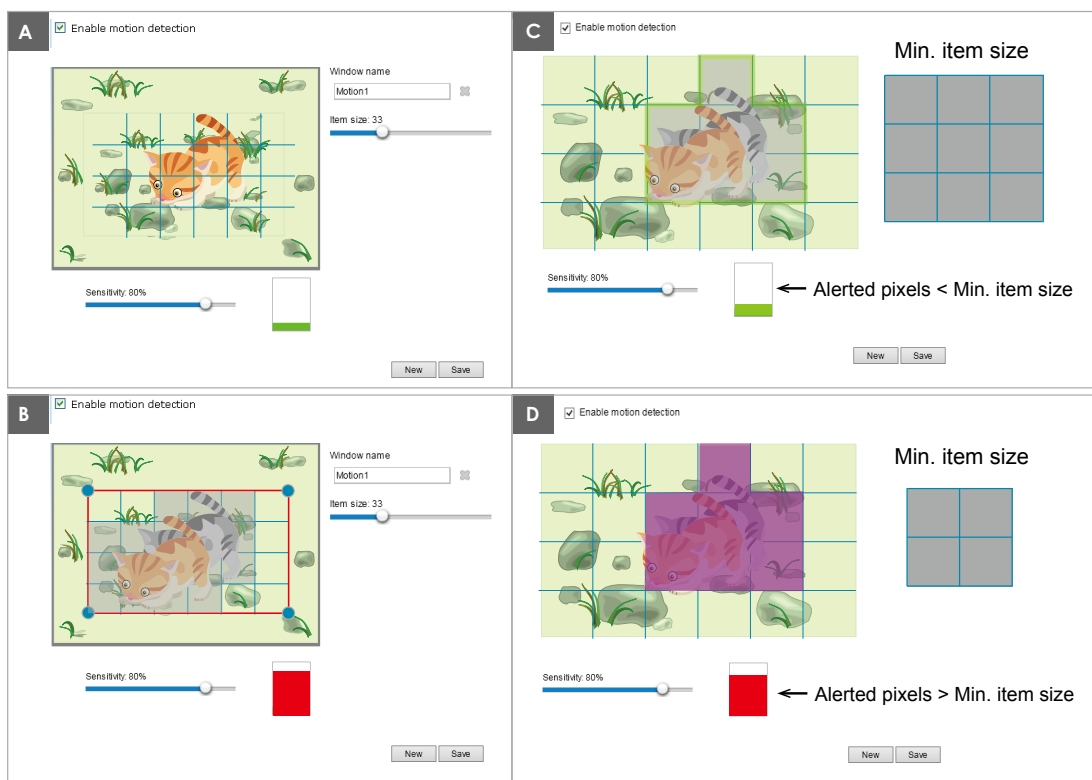 A
Enable motion detection
Window name
Motion1
Item size: 33
Sensitivity: 80%
New
Save
B
Enable motion detection
Window name
Motion1
Item size: 33
Sensitivity: 80%
New
Save
C
Enable motion detection
Min. item size
Sensitivity: 80%
Alerted pixels < Min. item size
New
Save
D
Enable motion detection
Min. item size
Sensitivity: 80%
Alerted pixels > Min. item size
New
Save